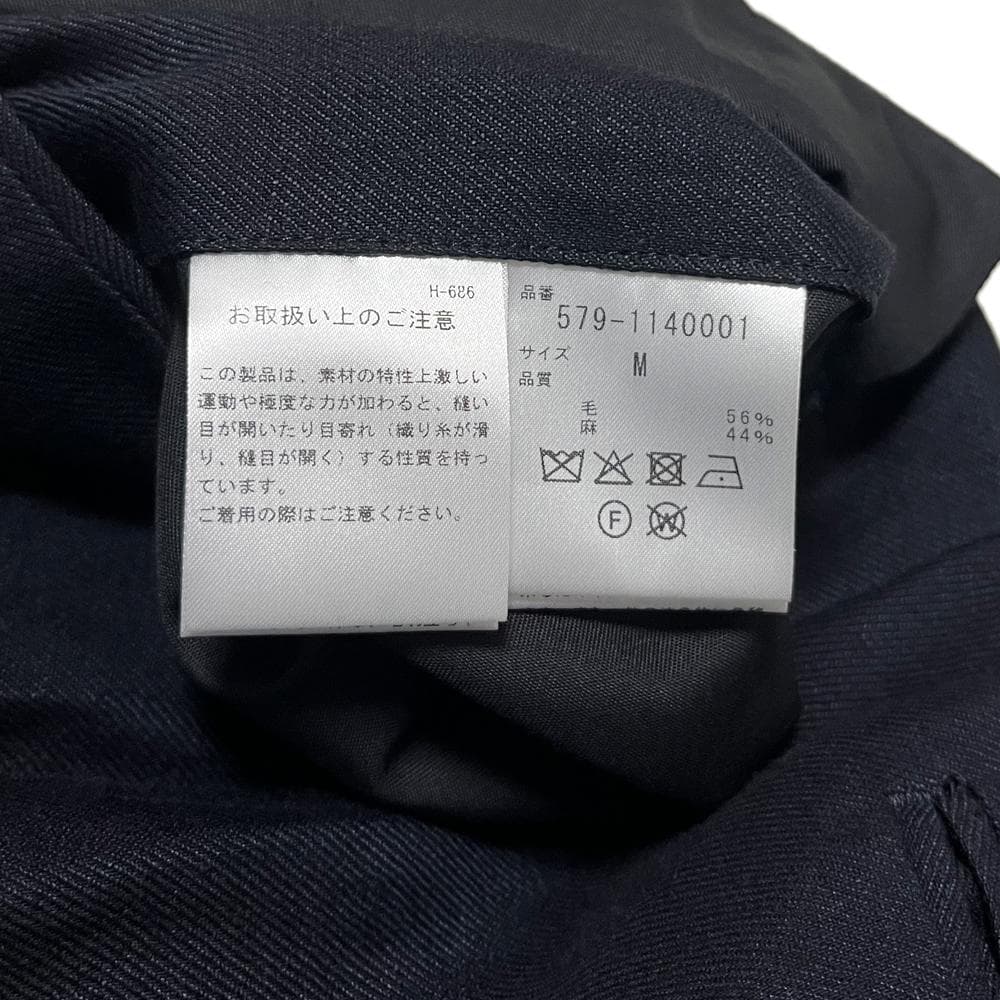 H-686
お取扱い上のご注意
この製品は、素材の特性上激しい
運動や極度な力が加わると、縫い
目が開いたり目寄れ（織り糸が滑
り、縫目が開く）する性質を持っ
ています。
ご着用の際はご注意ください。
品番
579-1140001
サイズ M
品質
毛 56%
麻 44%
F W